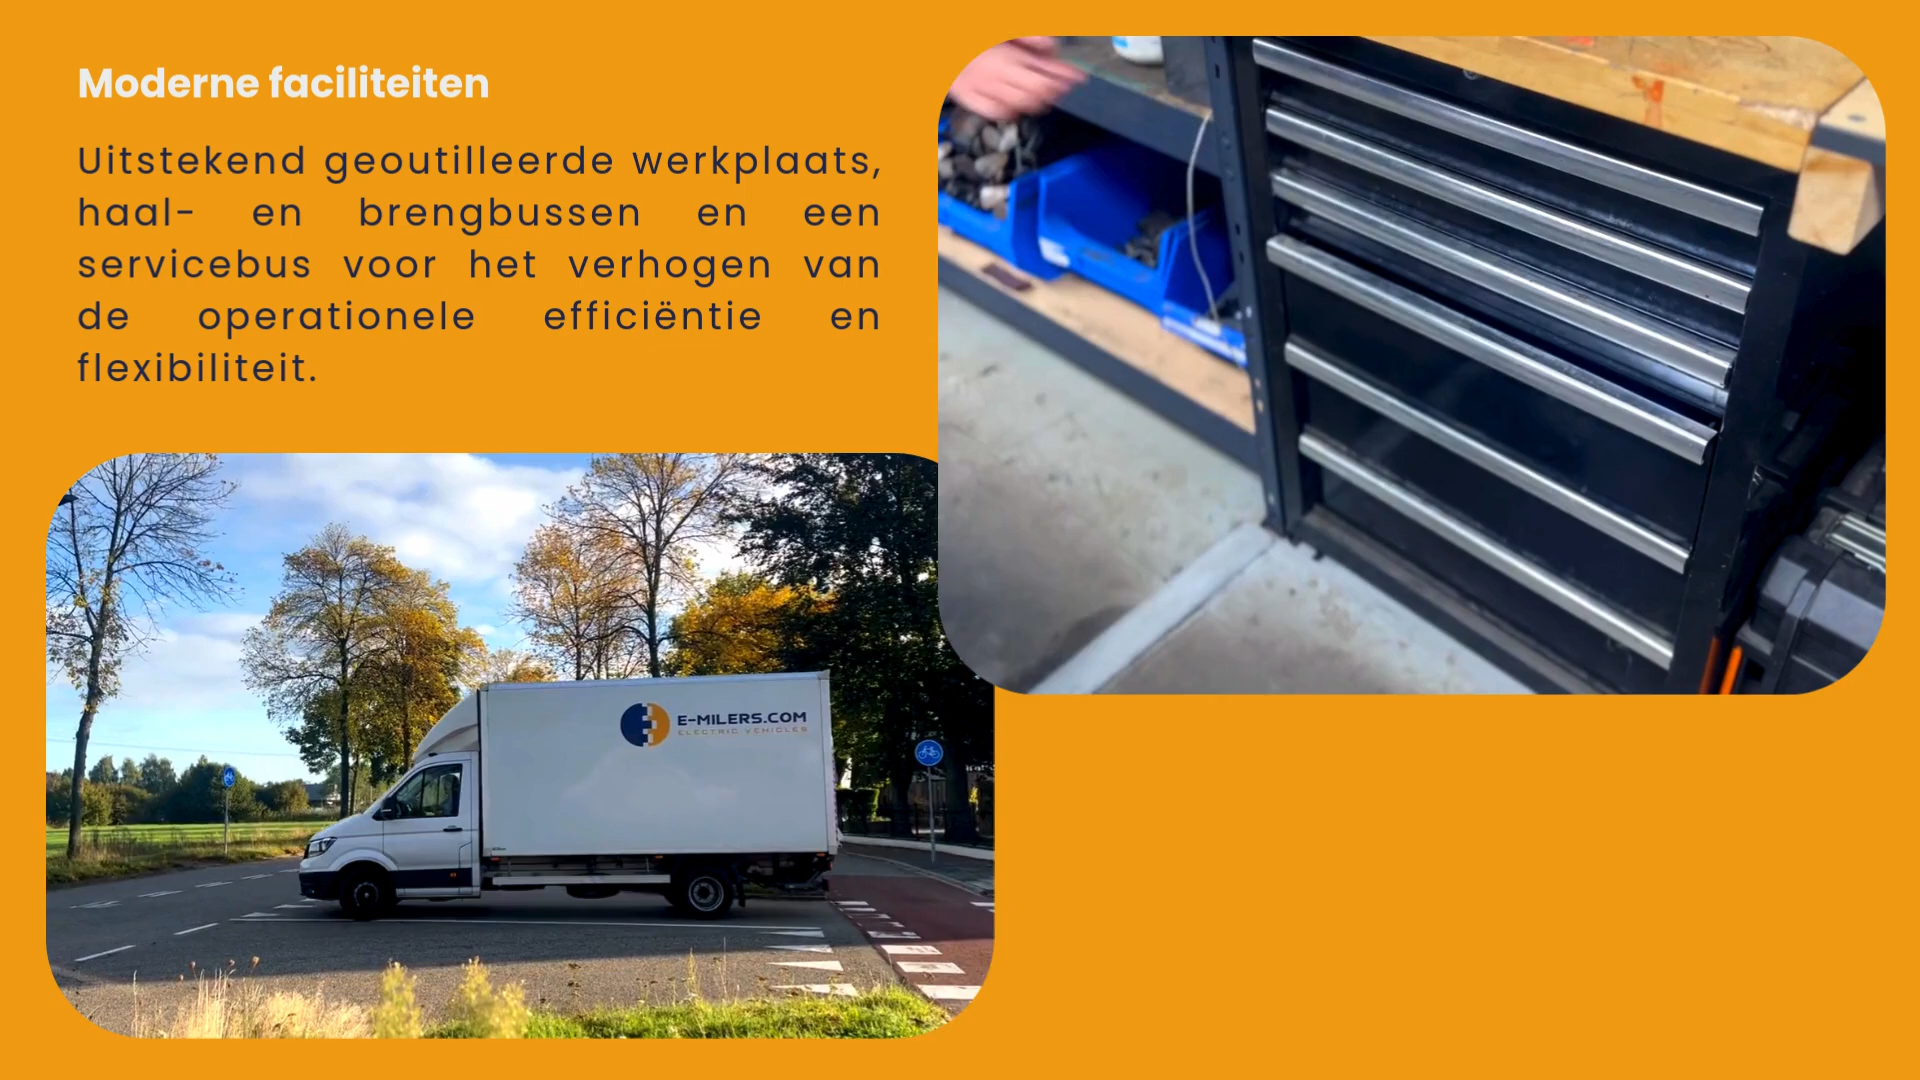 Moderne faciliteiten
Uitstekend geoutilleerde werkplaats,
haal- en brengbussen en een
servicebus voor het verhogen van
de operationele efficiëntie en
flexibiliteit.
E-MILERS.COM
ELECTRIC VEHICLES